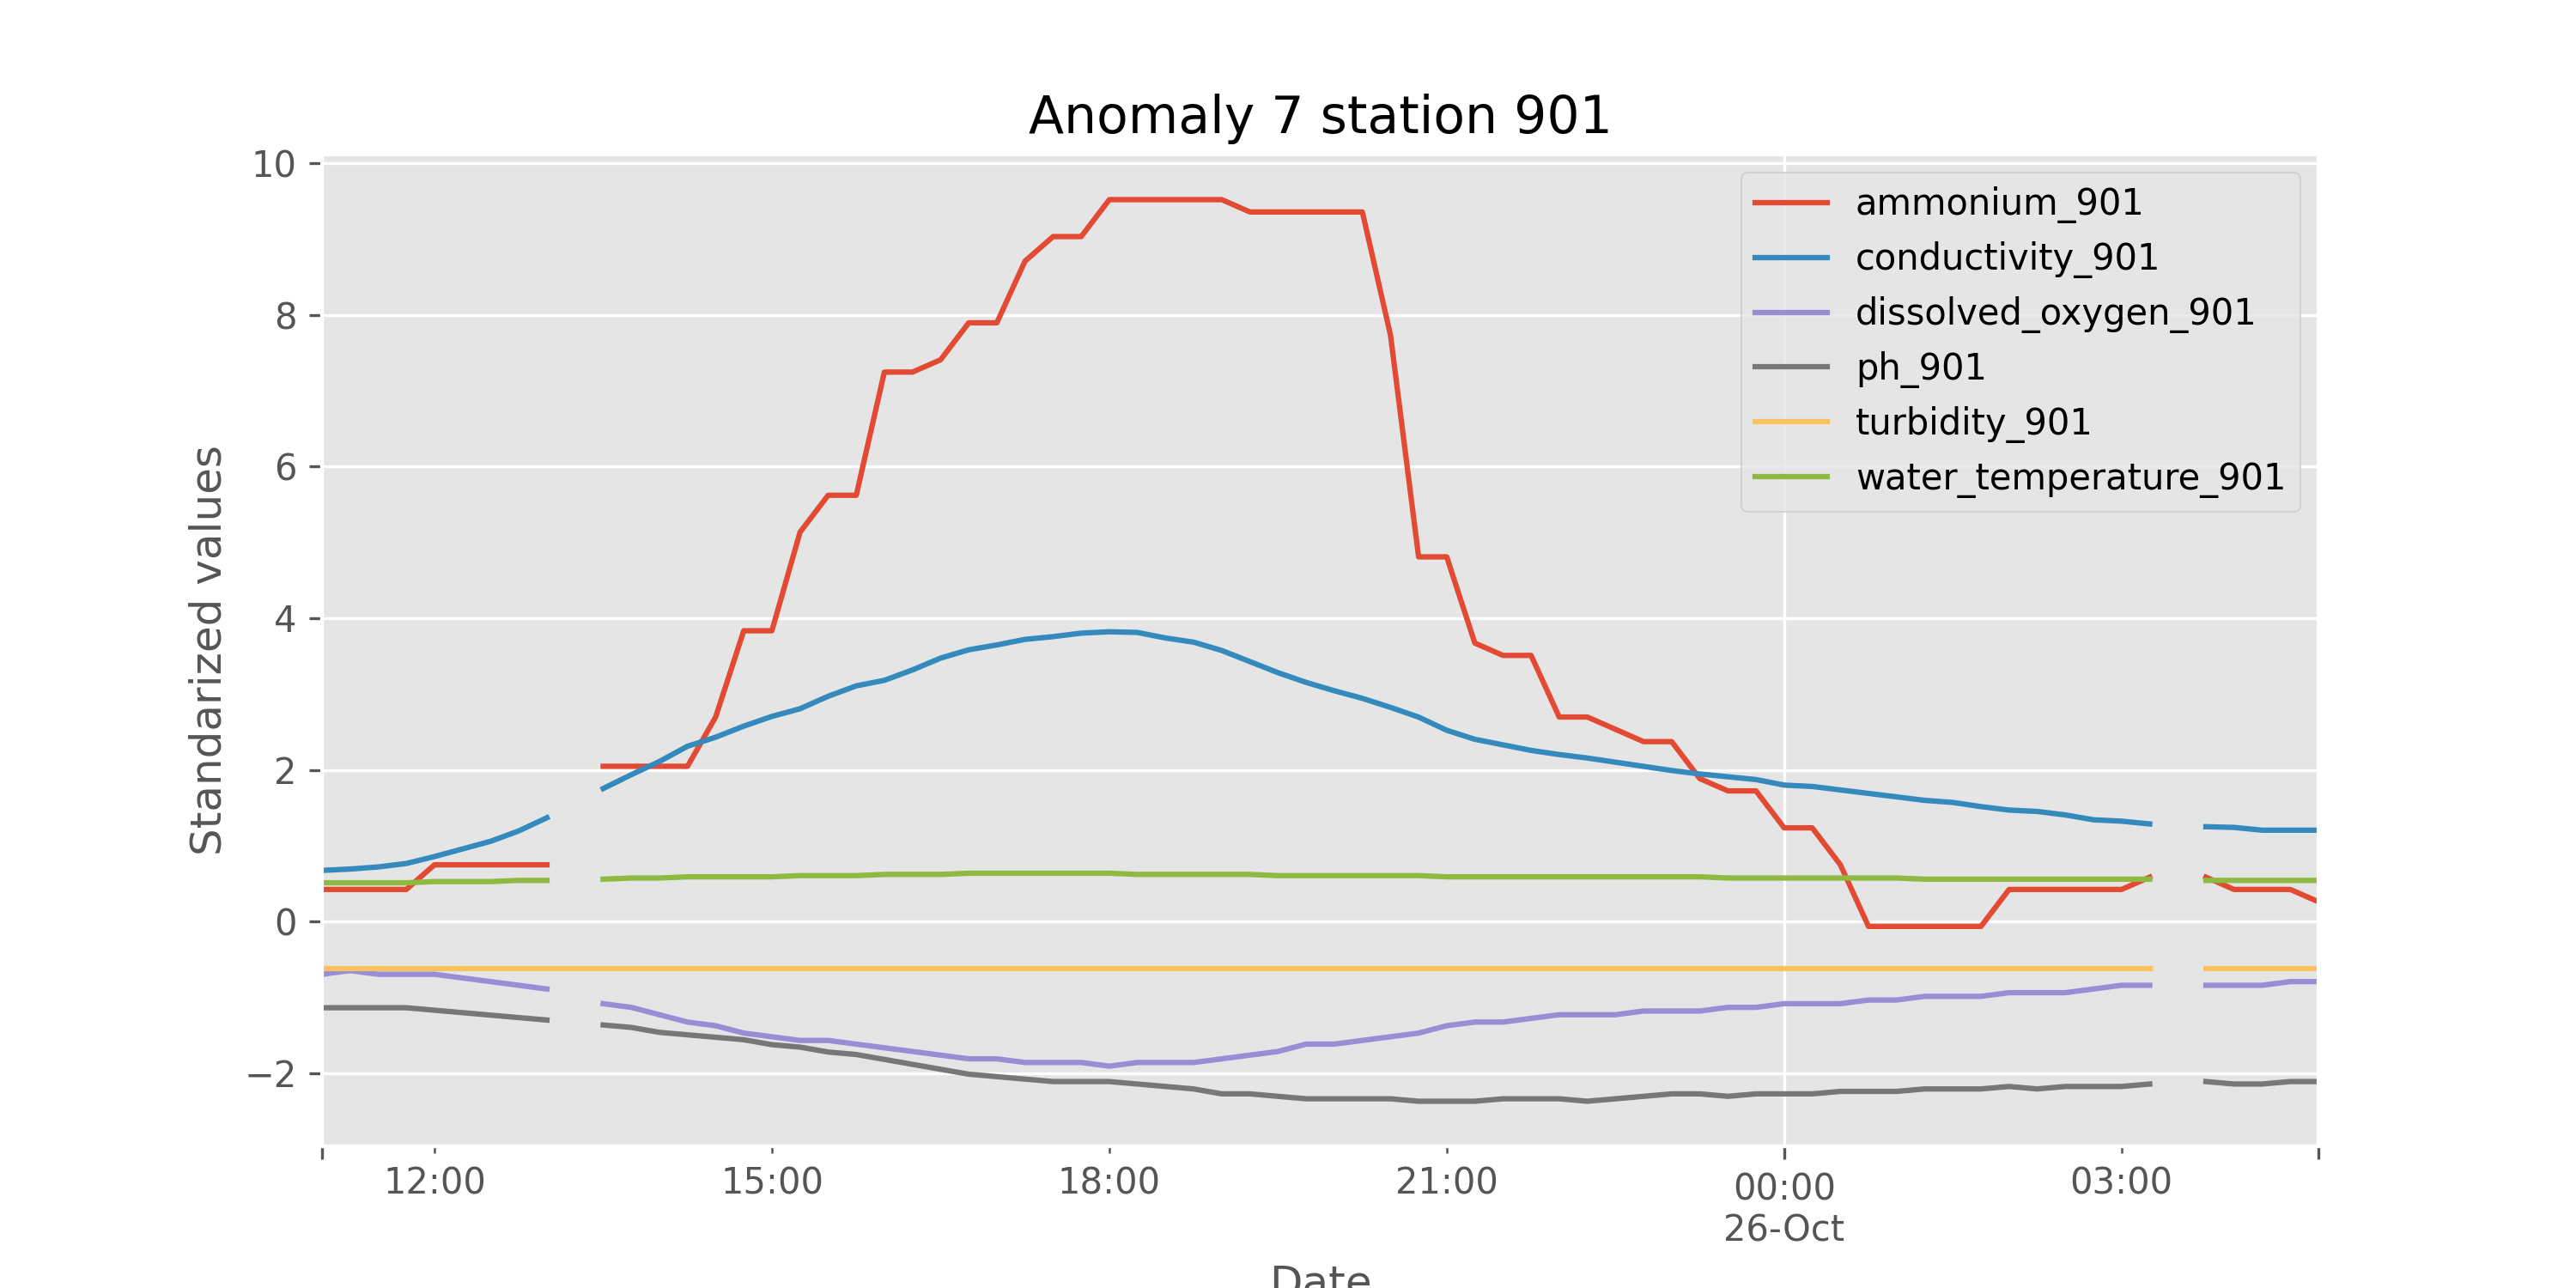 Anomaly 7 station 901
10
8
6
4
2
0
−2
Standarized values
ammonium_901
conductivity_901
dissolved_oxygen_901
ph_901
turbidity_901
water_temperature_901
12:00
15:00
18:00
21:00
00:00
03:00
26-Oct
Date